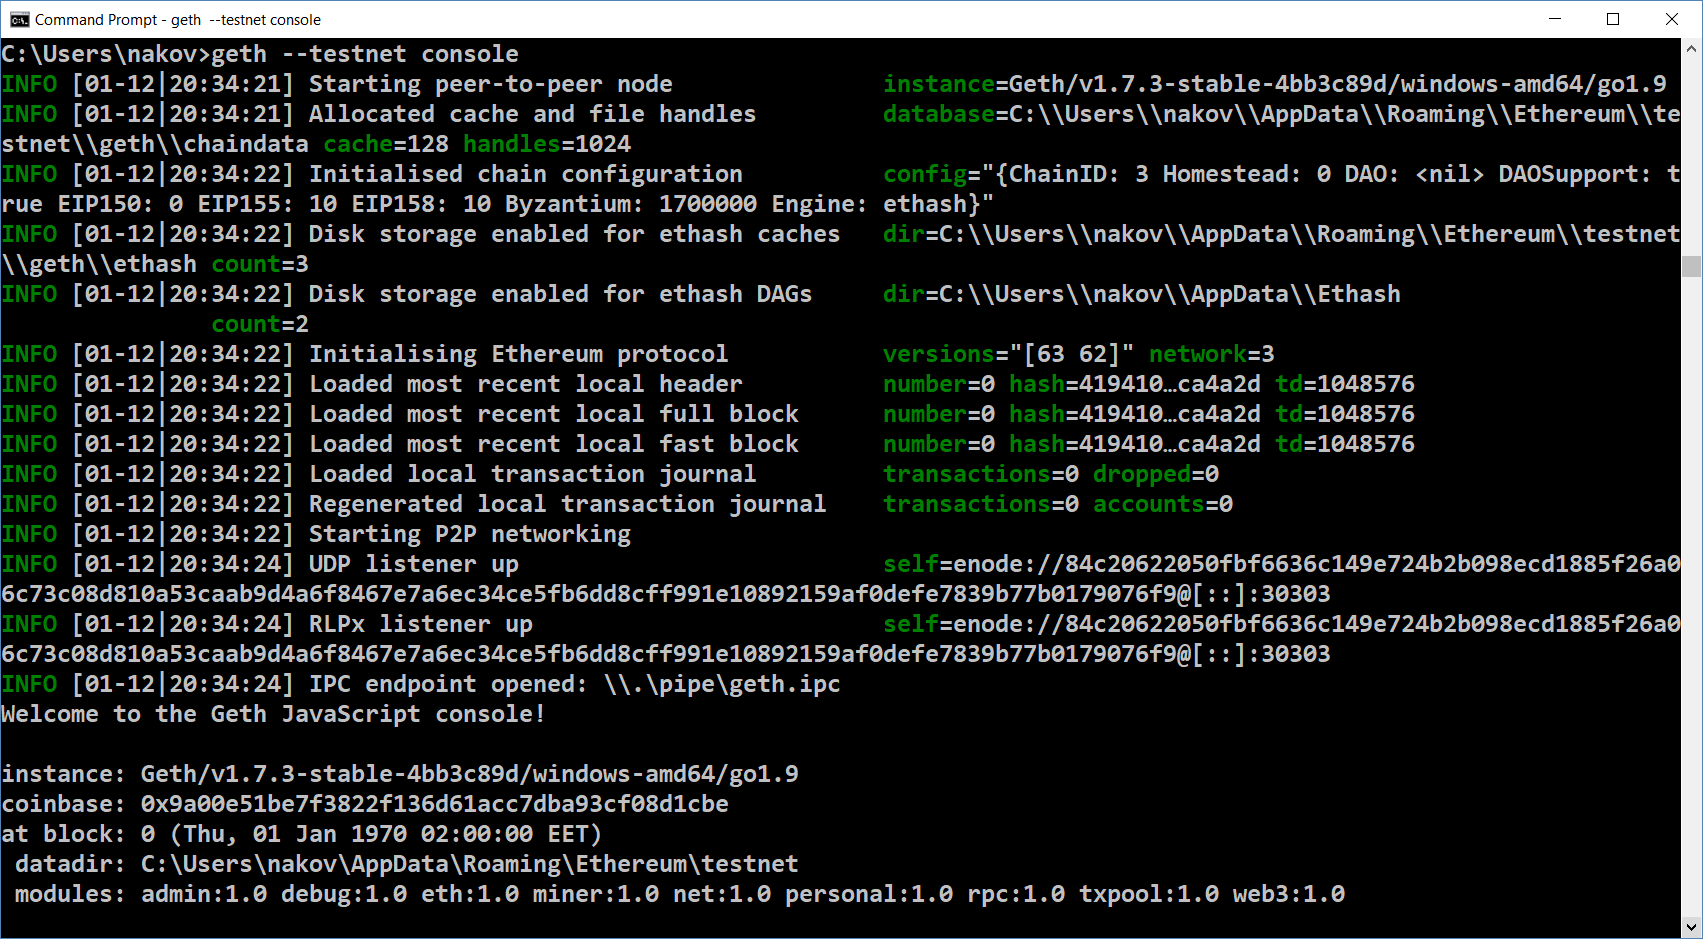 Command Prompt - geth  --testnet console
C:\Users\nakov>geth --testnet console
INFO [01-12|20:34:21] Starting peer-to-peer node               instance=Geth/v1.7.3-stable-4bb3c89d/windows-amd64/go1.9
INFO [01-12|20:34:21] Allocated cache and file handles         database=C:\\Users\\nakov\\AppData\\Roaming\\Ethereum\\te
stnet\\geth\\chaindata cache=128 handles=1024
INFO [01-12|20:34:22] Initialised chain configuration          config="{ChainID: 3 Homestead: 0 DAO: <nil> DAOSupport: t
rue EIP150: 0 EIP155: 10 EIP158: 10 Byzantium: 1700000 Engine: ethash}"
INFO [01-12|20:34:22] Disk storage enabled for ethash caches   dir=C:\\Users\\nakov\\AppData\\Roaming\\Ethereum\\testnet
\\geth\\ethash count=3
INFO [01-12|20:34:22] Disk storage enabled for ethash DAGs     dir=C:\\Users\\nakov\\AppData\\Ethash
               count=2
INFO [01-12|20:34:22] Initialising Ethereum protocol           versions="[63 62]" network=3
INFO [01-12|20:34:22] Loaded most recent local header          number=0 hash=419410…ca4a2d td=1048576
INFO [01-12|20:34:22] Loaded most recent local full block      number=0 hash=419410…ca4a2d td=1048576
INFO [01-12|20:34:22] Loaded most recent local fast block      number=0 hash=419410…ca4a2d td=1048576
INFO [01-12|20:34:22] Loaded local transaction journal         transactions=0 dropped=0
INFO [01-12|20:34:22] Regenerated local transaction journal    transactions=0 accounts=0
INFO [01-12|20:34:22] Starting P2P networking
INFO [01-12|20:34:24] UDP listener up                          self=enode://84c20622050fbf6636c149e724b2b098ecd1885f26a0
6c73c08d810a53caab9d4a6f8467e7a6ec34ce5fb6dd8cff991e10892159af0defe7839b77b0179076f9@[::]:30303
INFO [01-12|20:34:24] RLPx listener up                         self=enode://84c20622050fbf6636c149e724b2b098ecd1885f26a0
6c73c08d810a53caab9d4a6f8467e7a6ec34ce5fb6dd8cff991e10892159af0defe7839b77b0179076f9@[::]:30303
INFO [01-12|20:34:24] IPC endpoint opened: \\.\pipe\geth.ipc
Welcome to the Geth JavaScript console!
instance: Geth/v1.7.3-stable-4bb3c89d/windows-amd64/go1.9
coinbase: 0x9a00e51be7f3822f136d61acc7dba93cf08d1cbe
at block: 0 (Thu, 01 Jan 1970 02:00:00 EET)
 datadir: C:\Users\nakov\AppData\Roaming\Ethereum\testnet
 modules: admin:1.0 debug:1.0 eth:1.0 miner:1.0 net:1.0 personal:1.0 rpc:1.0 txpool:1.0 web3:1.0